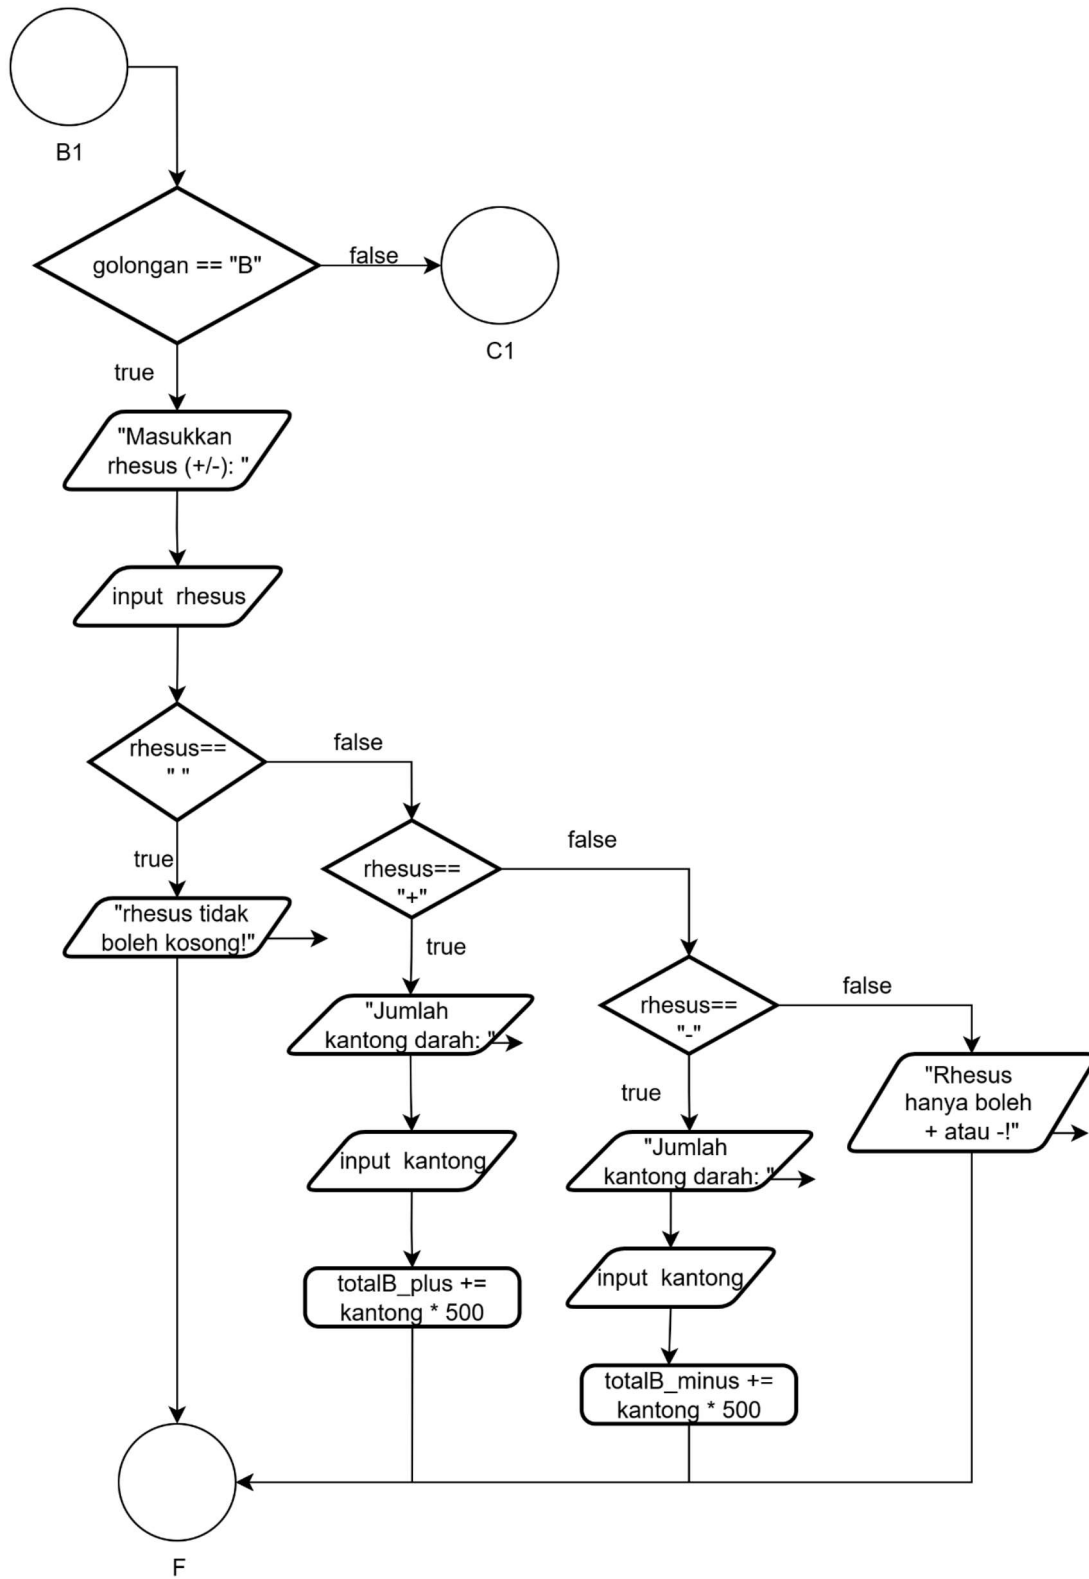 B1
golongan == "B"
false
C1
true
"Masukkan
rhesus (+/-): "
input  rhesus
rhesus==
" "
false
true
"rhesus tidak
boleh kosong!"
rhesus==
"+"
false
true
"Jumlah
kantong darah: "
input  kantong
totalB_plus +=
kantong * 500
rhesus==
"-"
false
true
"Jumlah
kantong darah: "
input  kantong
totalB_minus +=
kantong * 500
"Rhesus
hanya boleh
+ atau -!"
F